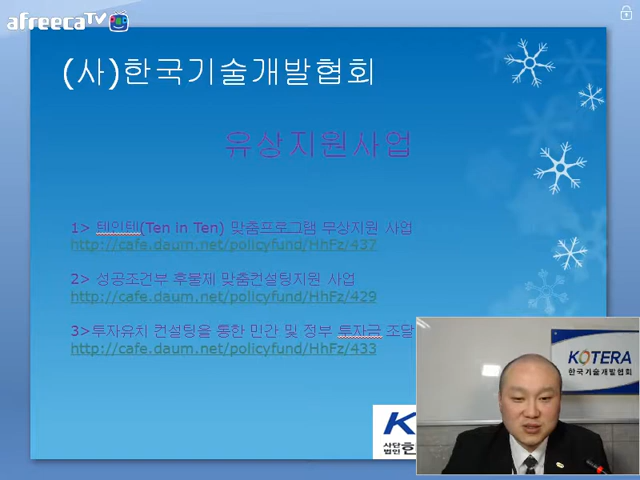 afreecaTV
(사)한국기술개발협회
유상지원사업
1> 텐인텐(Ten in Ten) 맞춤프로그램 무상지원 사업
http://cafe.daum.net/policyfund/HhFz/437
2> 성공조건부 후불제 맞춤컨설팅지원 사업
http://cafe.daum.net/policyfund/HhFz/429
3>투자유치 컨설팅을 통한 민간 및 정부 투자금 조달
http://cafe.daum.net/policyfund/HhFz/433
KOTERA
한국기술개발협회
K
사단
법인 한